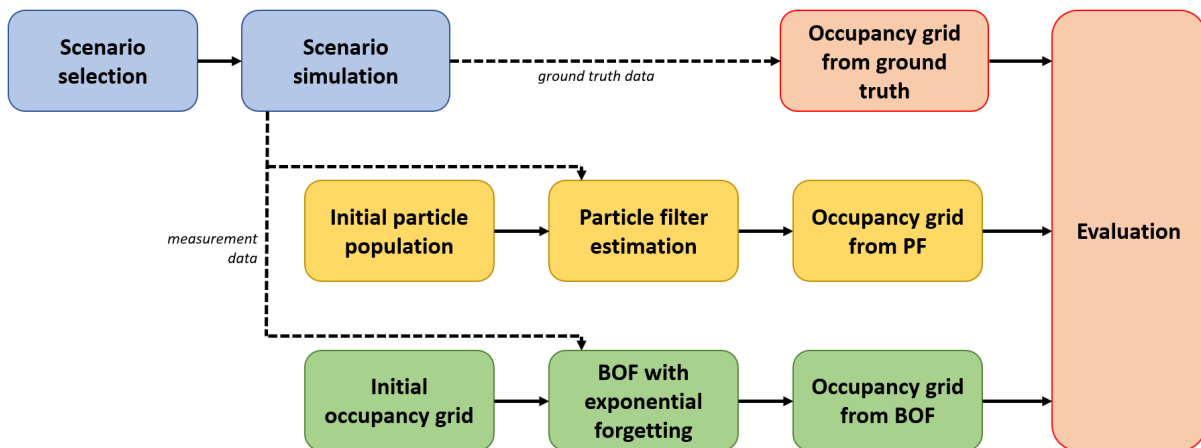 Scenario
selection
Scenario
simulation
ground truth data
Occupancy grid
from ground
truth
measurement
data
Initial particle
population
Particle filter
estimation
Occupancy grid
from PF
Evaluation
Initial
occupancy grid
BOF with
exponential
forgetting
Occupancy grid
from BOF